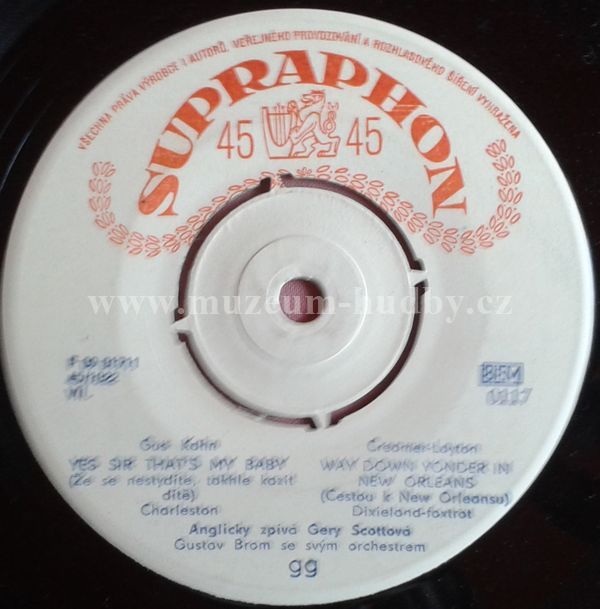 VŠECHNA PRÁVA VÝROBCE I AUTORŮ, VEŘEJNÉHO PROVOZOVÁNÍ A ROZHLASOVÉHO ŠÍŘENÍ VYHRAŽENA
SUPRAPHON
45 45
www.muzeum-hudby.cz
BIEM
Gus Kahn
YES SIR THAT'S MY BABY
(Že se nestydíte, takhle kazit
dítě)
Charleston
Creamer-Layton
WAY DOWN YONDER IN
NEW ORLEANS
(Cestou k New Orleansu)
Dixieland-foxtrot
Anglicky zpívá Gery Scottová
Gustav Brom se svým orchestrem
gg